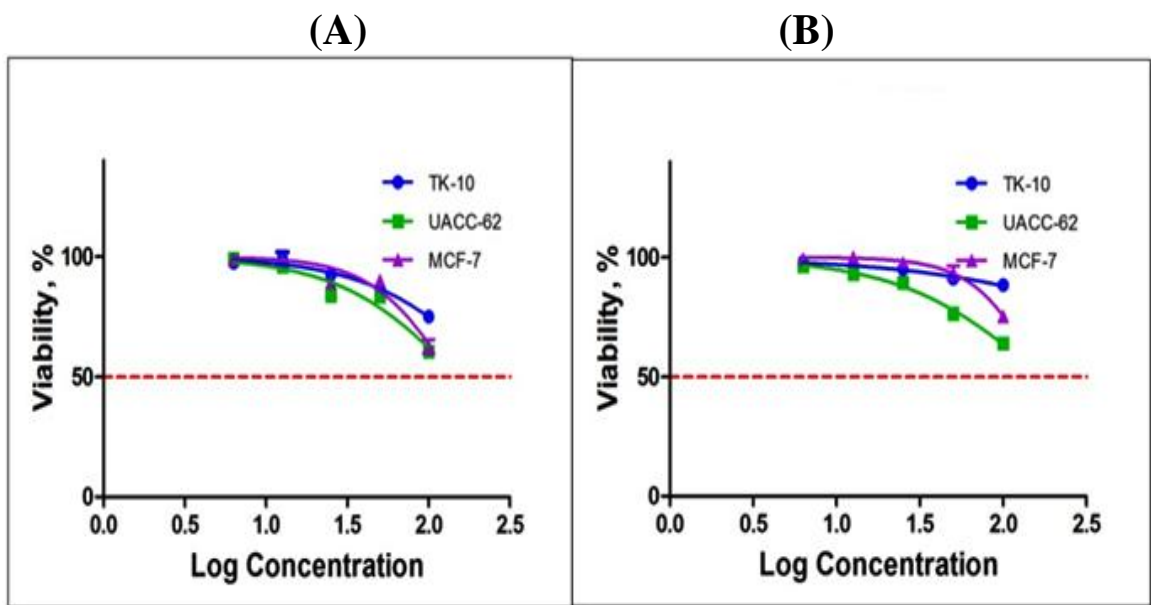 (A)
TK-10
UACC-62
MCF-7
100
50
0
Viability, %
0.0 0.5 1.0 1.5 2.0 2.5
Log Concentration
(B)
TK-10
UACC-62
MCF-7
100
50
0
Viability, %
0.0 0.5 1.0 1.5 2.0 2.5
Log Concentration